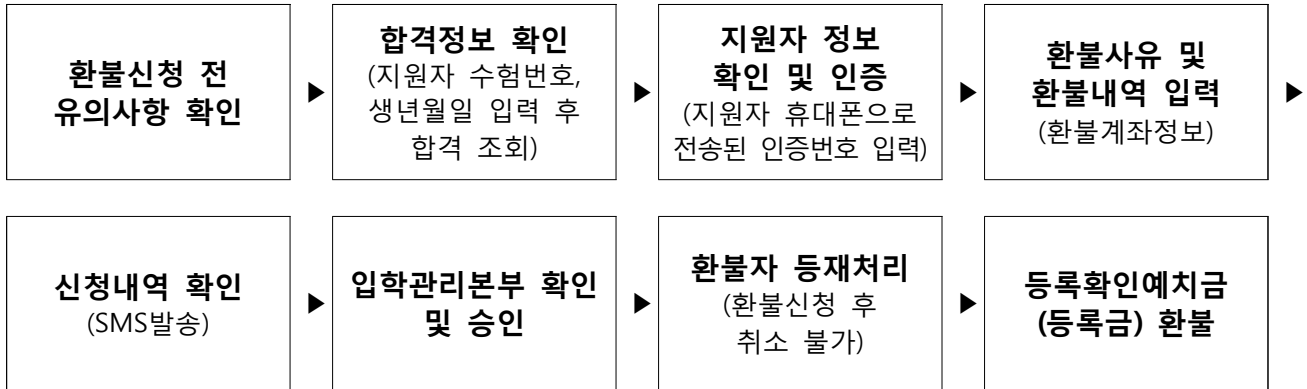 환불신청 전
유의사항 확인
▶
합격정보 확인
(지원자 수험번호,
생년월일 입력 후
합격 조회)
▶
지원자 정보
확인 및 인증
(지원자 휴대폰으로
전송된 인증번호 입력)
▶
환불사유 및
환불내역 입력
(환불계좌정보)
▶
신청내역 확인
(SMS발송)
▶
입학관리본부 확인
및 승인
▶
환불자 등재처리
(환불신청 후
취소 불가)
▶
등록확인예치금
(등록금) 환불